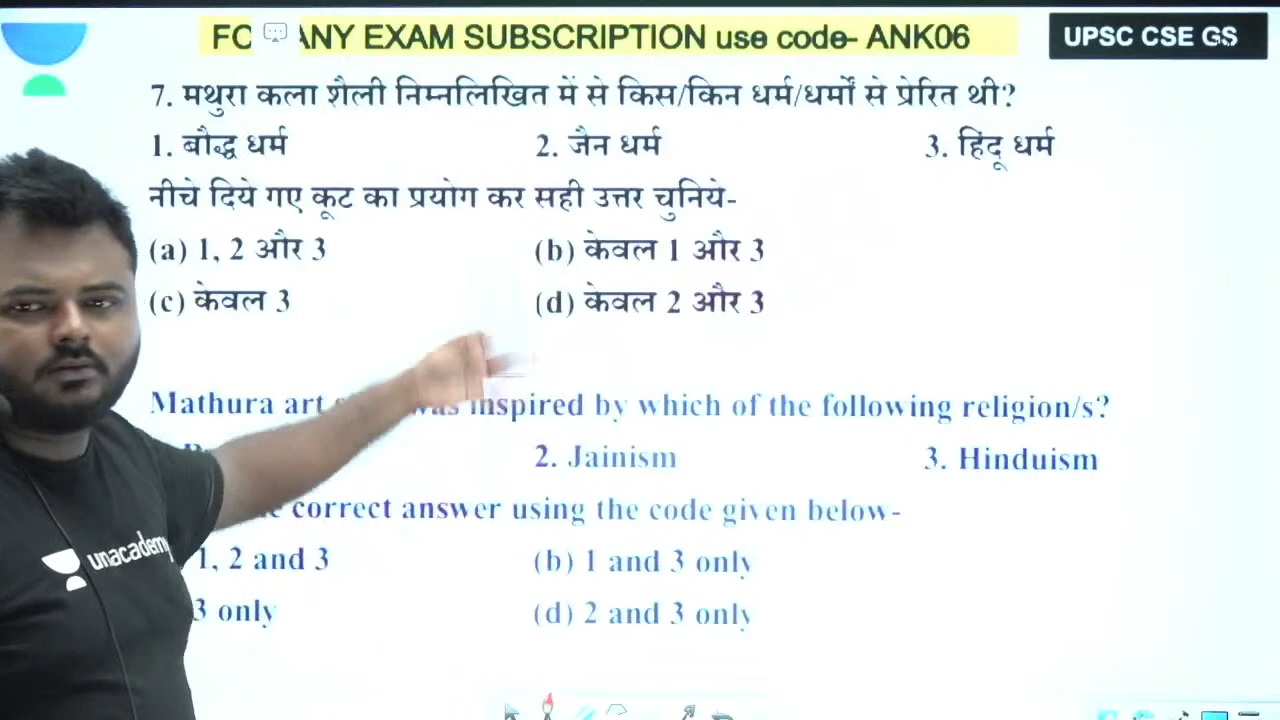 ANY EXAM SUBSCRIPTION use code- ANK06
UPSC CSE GS
7. मथुरा कला शैली निम्नलिखित में से किस/किन धर्म/धर्मों से प्रेरित थी?
1. बौद्ध धर्म 2. जैन धर्म 3. हिंदू धर्म
नीचे दिये गए कूट का प्रयोग कर सही उत्तर चुनिये-
(a) 1, 2 और 3 (b) केवल 1 और 3
(c) केवल 3 (d) केवल 2 और 3
Mathura art was inspired by which of the following religion/s?
2. Jainism 3. Hinduism
correct answer using the code given below-
1, 2 and 3 (b) 1 and 3 only
3 only (d) 2 and 3 only
unacademy